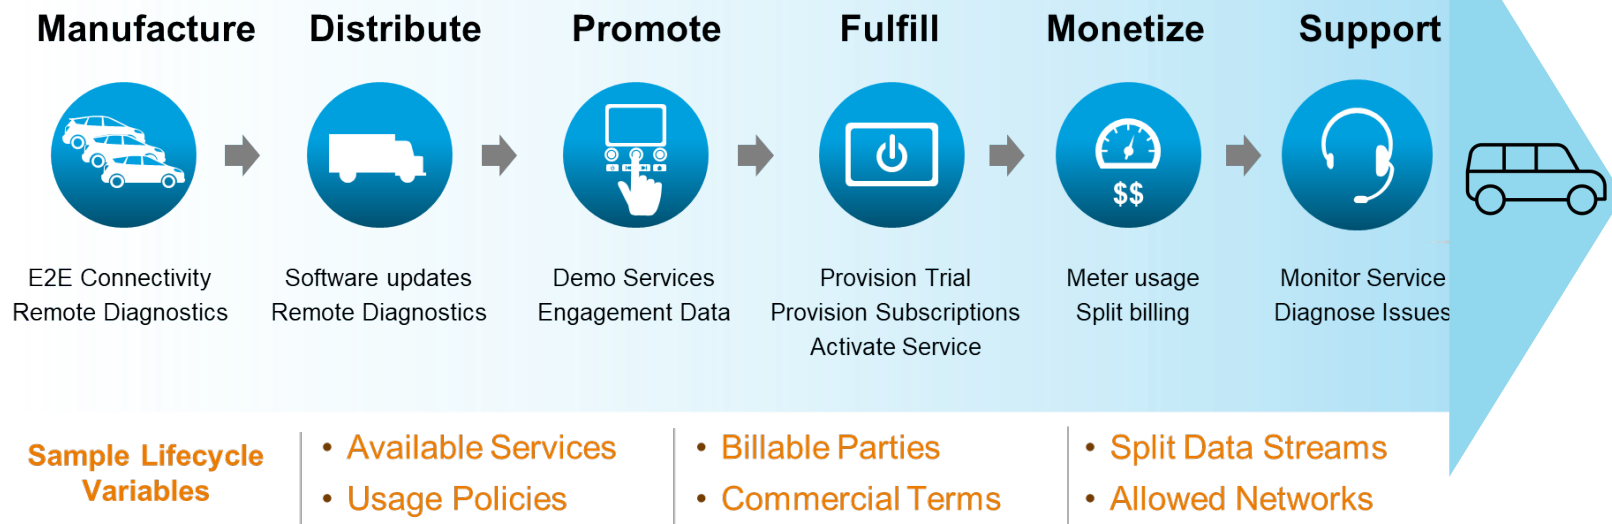 Manufacture
Distribute
Promote
Fulfill
Monetize
Support
$$
E2E Connectivity
Remote Diagnostics
Software updates
Remote Diagnostics
Demo Services
Engagement Data
Provision Trial
Provision Subscriptions
Activate Service
Meter usage
Split billing
Monitor Service
Diagnose Issues
Sample Lifecycle
Variables
• Available Services
• Usage Policies
• Billable Parties
• Commercial Terms
• Split Data Streams
• Allowed Networks